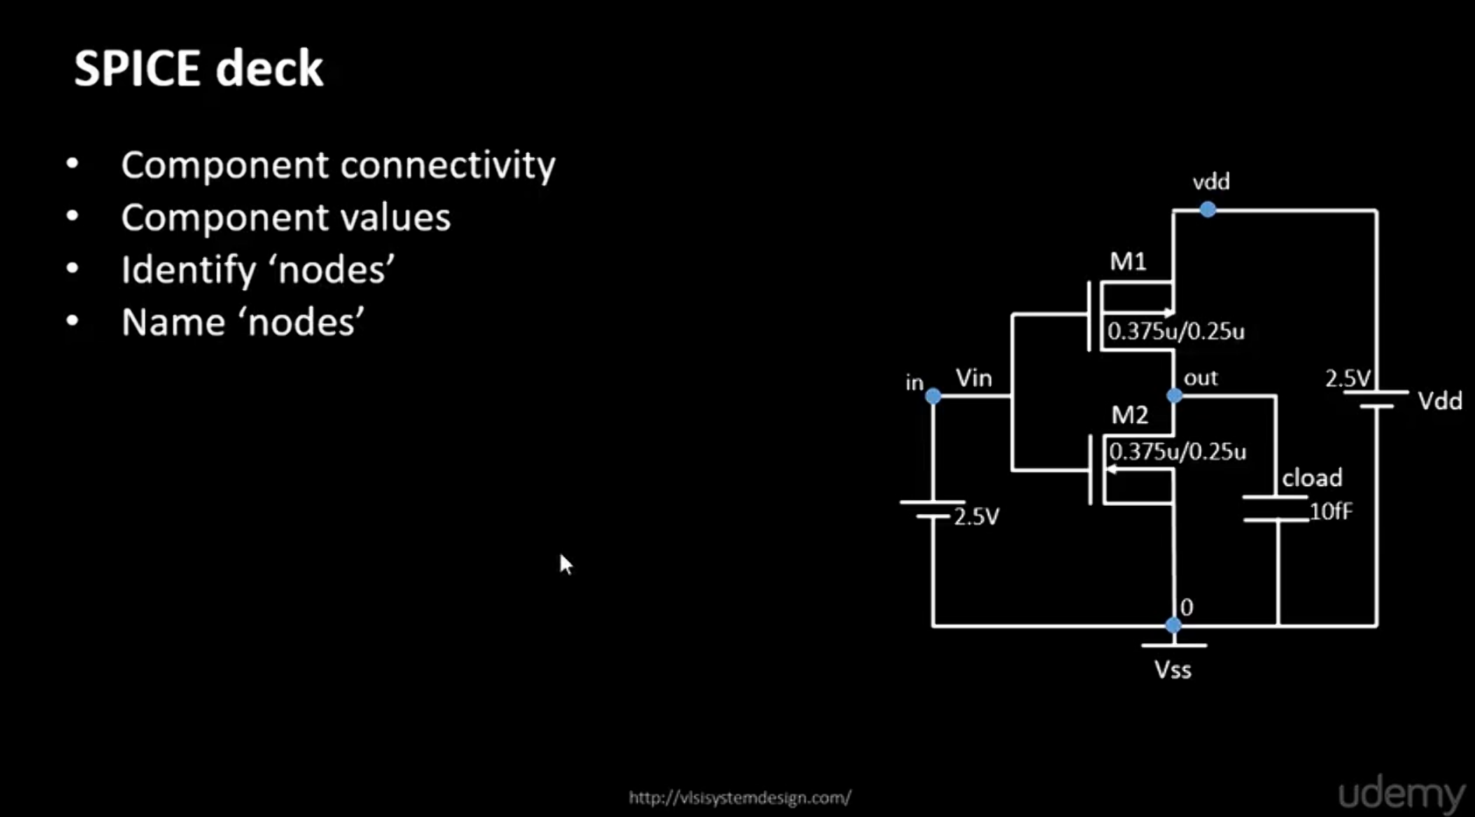 SPICE deck
• Component connectivity
• Component values
• Identify ‘nodes’
• Name ‘nodes’
vdd
M1
0.375u/0.25u
in
Vin
out
2.5V
Vdd
M2
0.375u/0.25u
cload
10fF
2.5V
0
Vss
http://vlsisystemdesign.com/
udemy